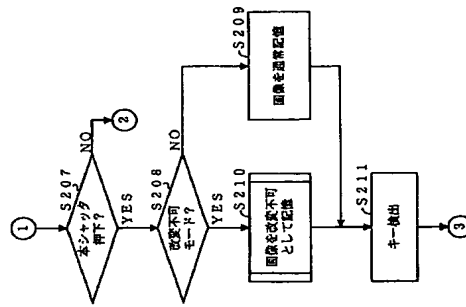 1
S207
本シャッタ
押下?
NO
2
YES
S208
改変不可
モード?
NO
YES
S209
画像を通常記憶
S210
画像を改変不可
として記憶
S211
キー検出
3